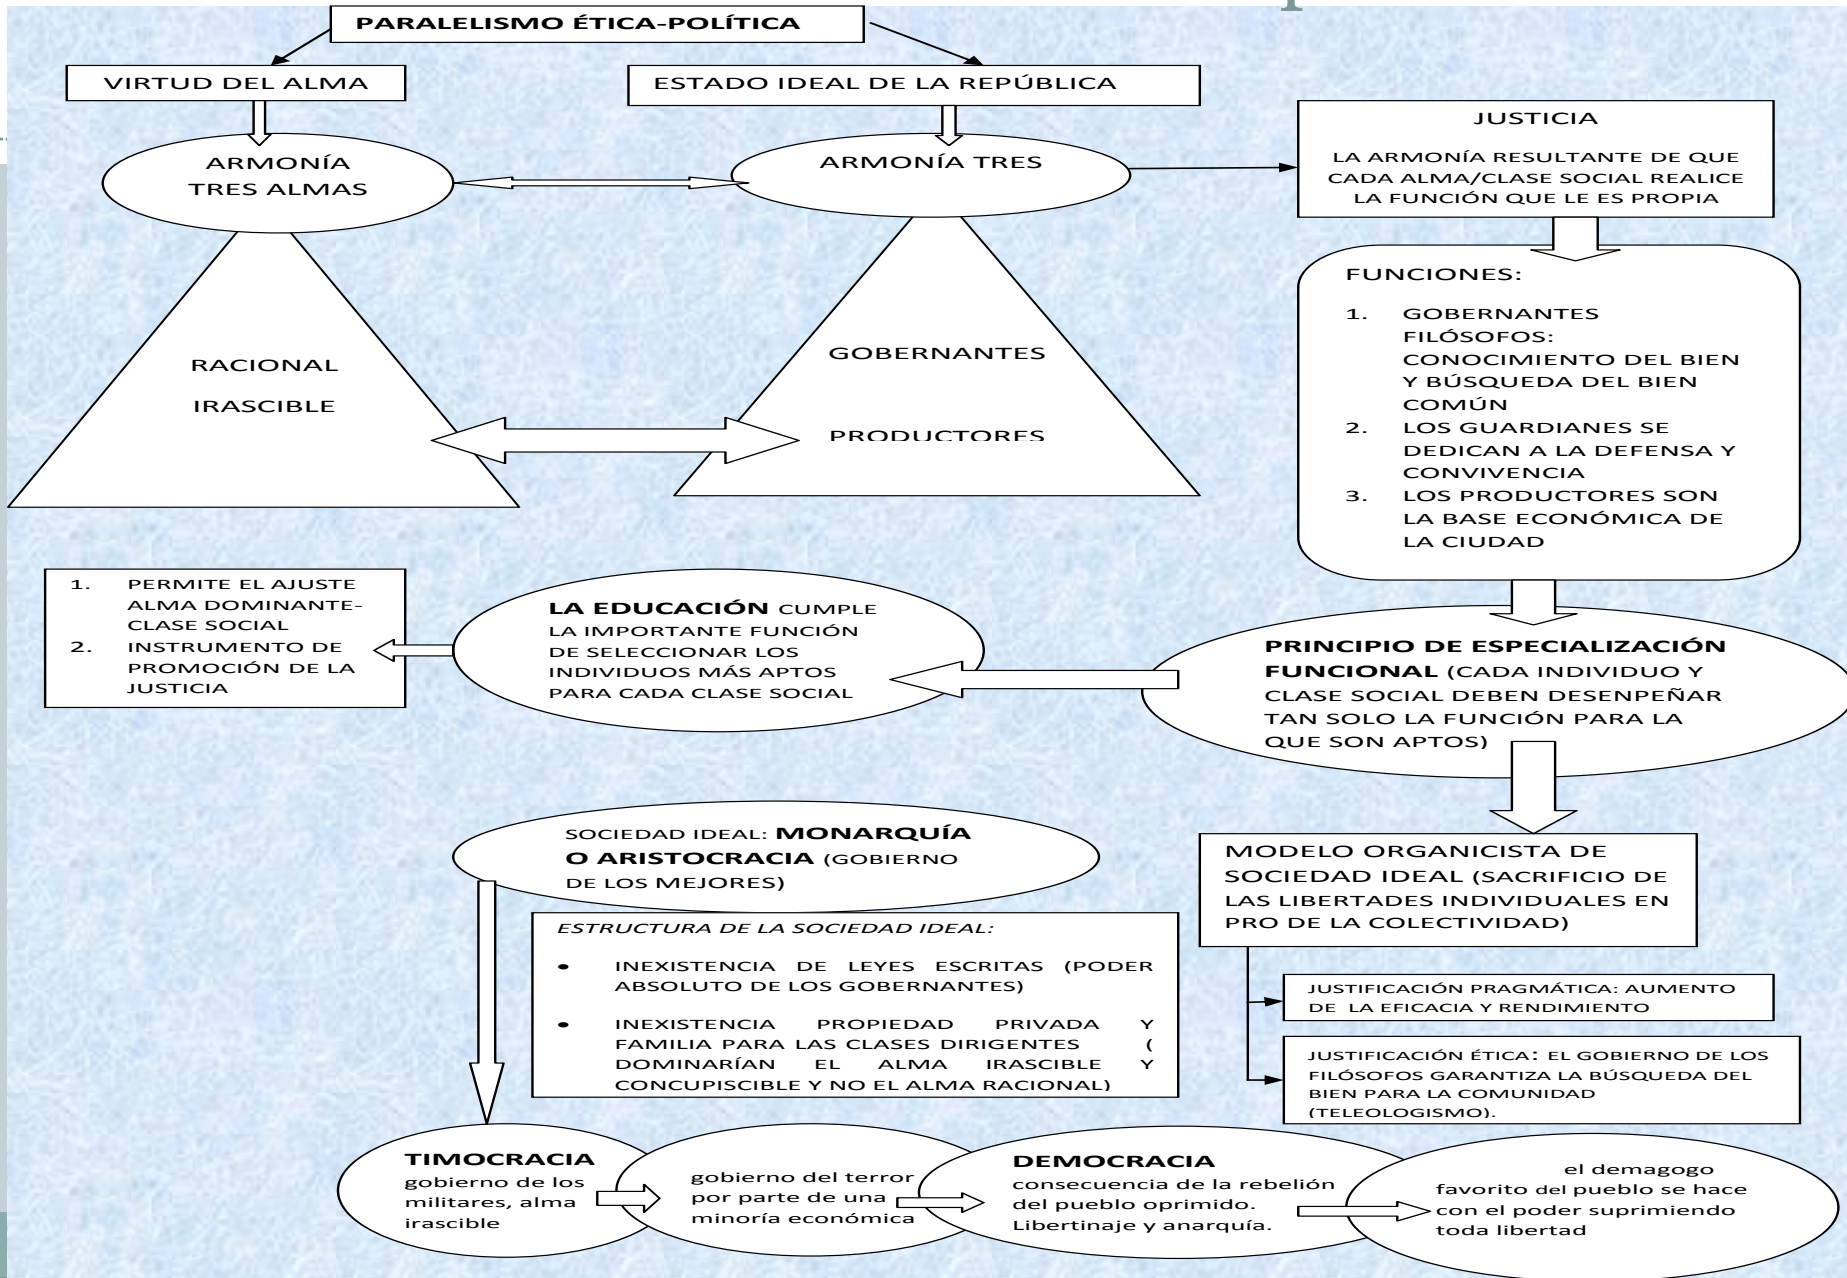 PARALELISMO ÉTICA-POLÍTICA
VIRTUD DEL ALMA
ESTADO IDEAL DE LA REPÚBLICA
ARMONÍA
TRES ALMAS
ARMONÍA TRES
JUSTICIA
LA ARMONÍA RESULTANTE DE QUE
CADA ALMA/CLASE SOCIAL REALICE
LA FUNCIÓN QUE LE ES PROPIA
RACIONAL
IRASCIBLE
GOBERNANTES
PRODUCTORES
FUNCIONES:
1. GOBERNANTES
FILÓSOFOS:
CONOCIMIENTO DEL BIEN
Y BÚSQUEDA DEL BIEN
COMÚN
2. LOS GUARDIANES SE
DEDICAN A LA DEFENSA Y
CONVIVENCIA
3. LOS PRODUCTORES SON
LA BASE ECONÓMICA DE
LA CIUDAD
1. PERMITE EL AJUSTE
ALMA DOMINANTE-
CLASE SOCIAL
2. INSTRUMENTO DE
PROMOCIÓN DE LA
JUSTICIA
LA EDUCACIÓN CUMPLE
LA IMPORTANTE FUNCIÓN
DE SELECCIONAR LOS
INDIVIDUOS MÁS APTOS
PARA CADA CLASE SOCIAL
PRINCIPIO DE ESPECIALIZACIÓN
FUNCIONAL (CADA INDIVIDUO Y
CLASE SOCIAL DEBEN DESENPEÑAR
TAN SOLO LA FUNCIÓN PARA LA
QUE SON APTOS)
SOCIEDAD IDEAL: MONARQUÍA
O ARISTOCRACIA (GOBIERNO
DE LOS MEJORES)
ESTRUCTURA DE LA SOCIEDAD IDEAL:
• INEXISTENCIA DE LEYES ESCRITAS (PODER
ABSOLUTO DE LOS GOBERNANTES)
• INEXISTENCIA PROPIEDAD PRIVADA Y
FAMILIA PARA LAS CLASES DIRIGENTES (
DOMINARÍAN EL ALMA IRASCIBLE Y
CONCUPISCIBLE Y NO EL ALMA RACIONAL)
MODELO ORGANICISTA DE
SOCIEDAD IDEAL (SACRIFICIO DE
LAS LIBERTADES INDIVIDUALES EN
PRO DE LA COLECTIVIDAD)
JUSTIFICACIÓN PRAGMÁTICA: AUMENTO
DE LA EFICACIA Y RENDIMIENTO
JUSTIFICACIÓN ÉTICA: EL GOBIERNO DE LOS
FILÓSOFOS GARANTIZA LA BÚSQUEDA DEL
BIEN PARA LA COMUNIDAD
(TELEOLOGISMO).
TIMOCRACIA
gobierno de los
militares, alma
irascible
gobierno del terror
por parte de una
minoría económica
DEMOCRACIA
consecuencia de la rebelión
del pueblo oprimido.
Libertinaje y anarquía.
el demagogo
favorito del pueblo se hace
con el poder suprimiendo
toda libertad